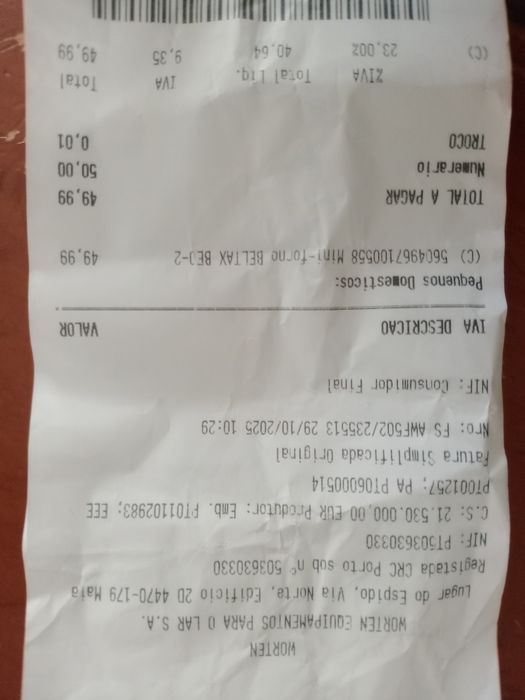 WORTEN
WORTEN EQUIPAMENTOS PARA O LAR S.A.
Lugar do Espido, Via Norte, Edificio 2D 4470-179 Maia
Registada CRC Porto sub nº 503630330
NIF: PT503630330
C.S: 21.530.000,00 EUR Produtor: Emb. PT01102983; EEE
PT001257; PA PT06000514
Fatura Simplificada Original
Nro: FS AWF502/235513 29/10/2025 10:29
NIF: Consumidor Final
IVA DESCRICAO VALOR
Pequenos Domesticos:
(C) 5604967100558 Mini-forno BELTAX BEO-2 49,99
TOTAL A PAGAR 49,99
Numerario 50,00
TROCO 0,01
%IVA Total Liq. IVA Total
(C) 23,00% 40,64 9,35 49,99